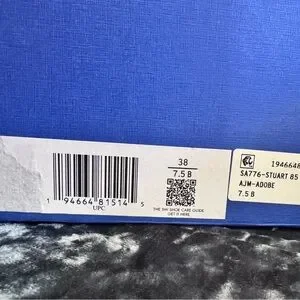 38
7.5 B
1 94664 81514 5
UPC
THE SW SHOE CARE GUIDE
GET IT HERE
1946648
SA776-STUART 85
AJM-ADOBE
7.5 B